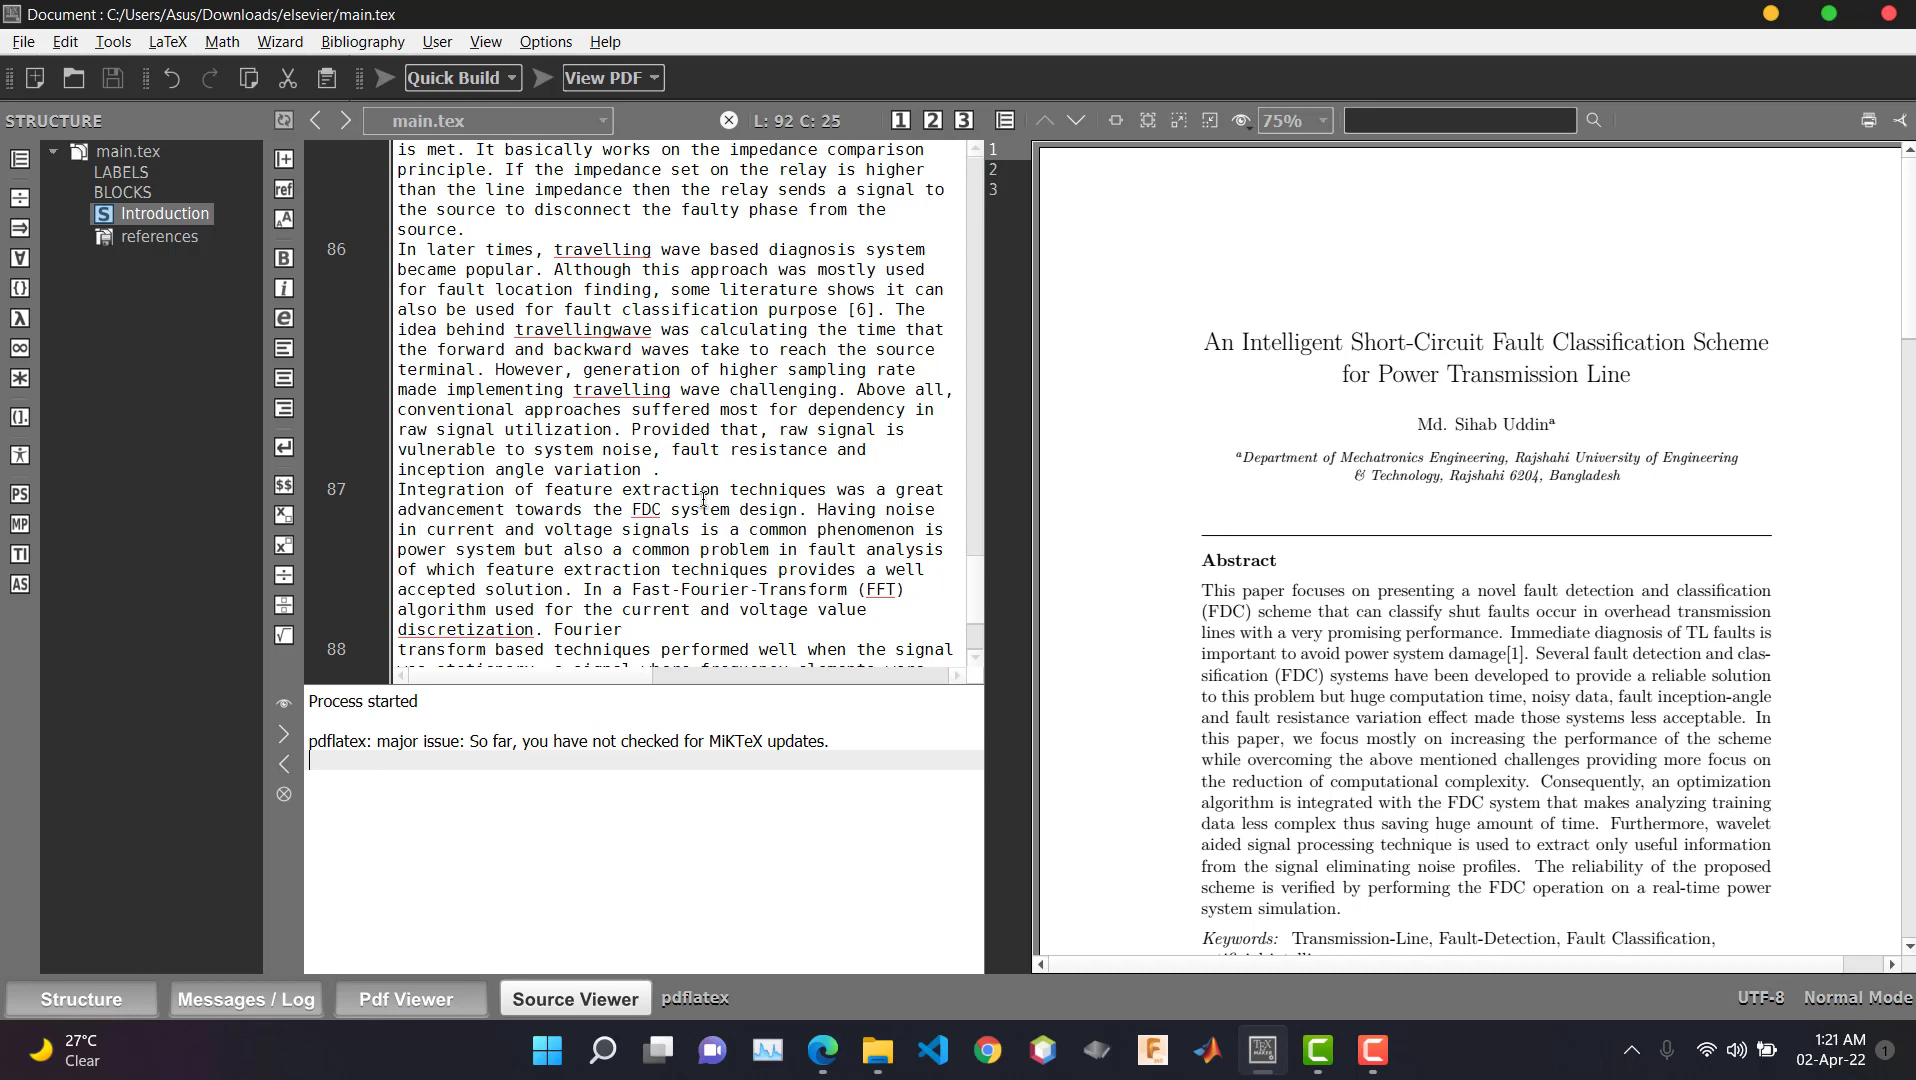 Document : C:/Users/Asus/Downloads/elsevier/main.tex
File Edit Tools LaTeX Math Wizard Bibliography User View Options Help
Quick Build View PDF
STRUCTURE
main.tex
L: 92 C: 25
1 2 3
75%
main.tex
LABELS
BLOCKS
S Introduction
references
ref
A
B
i
e
PS
MP
TI
AS
$$
is met. It basically works on the impedance comparison
principle. If the impedance set on the relay is higher
than the line impedance then the relay sends a signal to
the source to disconnect the faulty phase from the
source.
86
In later times, travelling wave based diagnosis system
became popular. Although this approach was mostly used
for fault location finding, some literature shows it can
also be used for fault classification purpose [6]. The
idea behind travellingwave was calculating the time that
the forward and backward waves take to reach the source
terminal. However, generation of higher sampling rate
made implementing travelling wave challenging. Above all,
conventional approaches suffered most for dependency in
raw signal utilization. Provided that, raw signal is
vulnerable to system noise, fault resistance and
inception angle variation .
87
Integration of feature extraction techniques was a great
advancement towards the FDC system design. Having noise
in current and voltage signals is a common phenomenon is
power system but also a common problem in fault analysis
of which feature extraction techniques provides a well
accepted solution. In a Fast-Fourier-Transform (FFT)
algorithm used for the current and voltage value
discretization. Fourier
88
transform based techniques performed well when the signal
Process started
pdflatex: major issue: So far, you have not checked for MiKTeX updates.
1
2
3
An Intelligent Short-Circuit Fault Classification Scheme
for Power Transmission Line
Md. Sihab Uddinᵃ
ᵃDepartment of Mechatronics Engineering, Rajshahi University of Engineering
& Technology, Rajshahi 6204, Bangladesh
Abstract
This paper focuses on presenting a novel fault detection and classification
(FDC) scheme that can classify shut faults occur in overhead transmission
lines with a very promising performance. Immediate diagnosis of TL faults is
important to avoid power system damage[1]. Several fault detection and clas-
sification (FDC) systems have been developed to provide a reliable solution
to this problem but huge computation time, noisy data, fault inception-angle
and fault resistance variation effect made those systems less acceptable. In
this paper, we focus mostly on increasing the performance of the scheme
while overcoming the above mentioned challenges providing more focus on
the reduction of computational complexity. Consequently, an optimization
algorithm is integrated with the FDC system that makes analyzing training
data less complex thus saving huge amount of time. Furthermore, wavelet
aided signal processing technique is used to extract only useful information
from the signal eliminating noise profiles. The reliability of the proposed
scheme is verified by performing the FDC operation on a real-time power
system simulation.
Keywords: Transmission-Line, Fault-Detection, Fault Classification,
Structure Messages / Log Pdf Viewer Source Viewer pdflatex
UTF-8 Normal Mode
27°C
Clear
1:21 AM
02-Apr-22
1